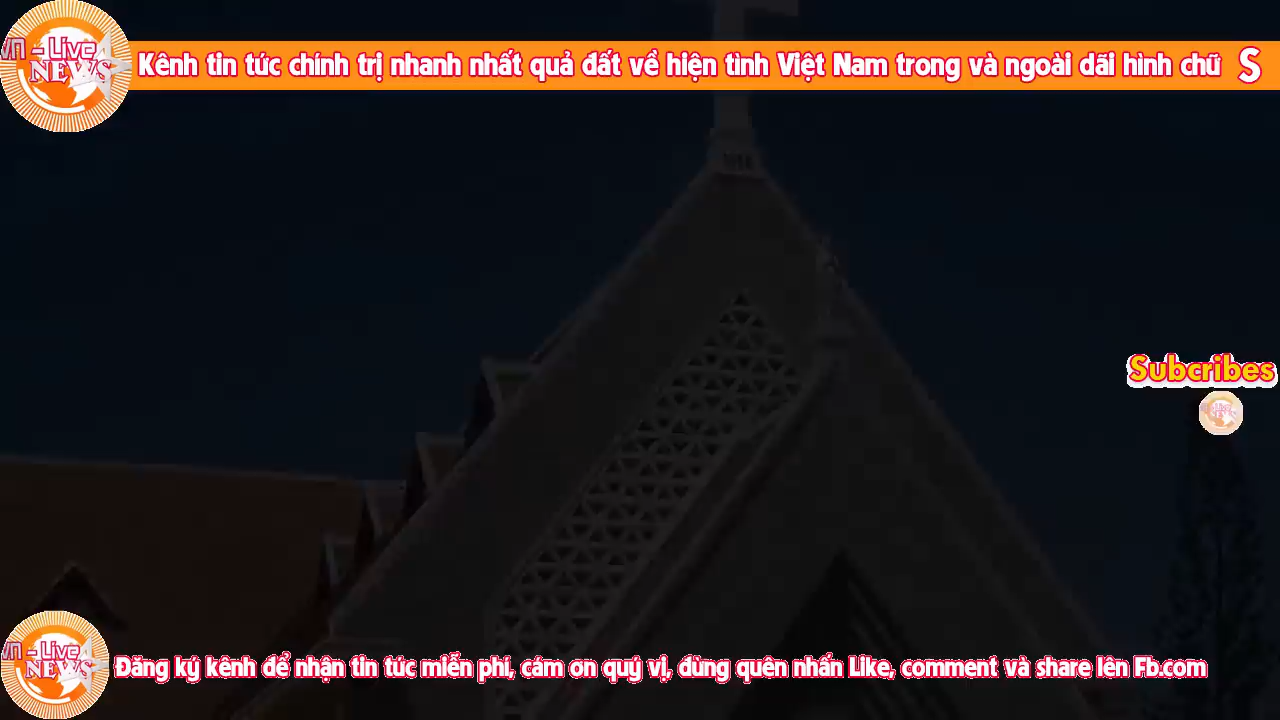 VN - Live
NEWS
Kênh tin tức chính trị nhanh nhất quả đất về hiện tình Việt Nam trong và ngoài dãi hình chữ S
Subcribes
VN - Live
NEWS
Đăng ký kênh để nhận tin tức miễn phí, cám ơn quý vị, đừng quên nhấn Like, comment và share lên Fb.com